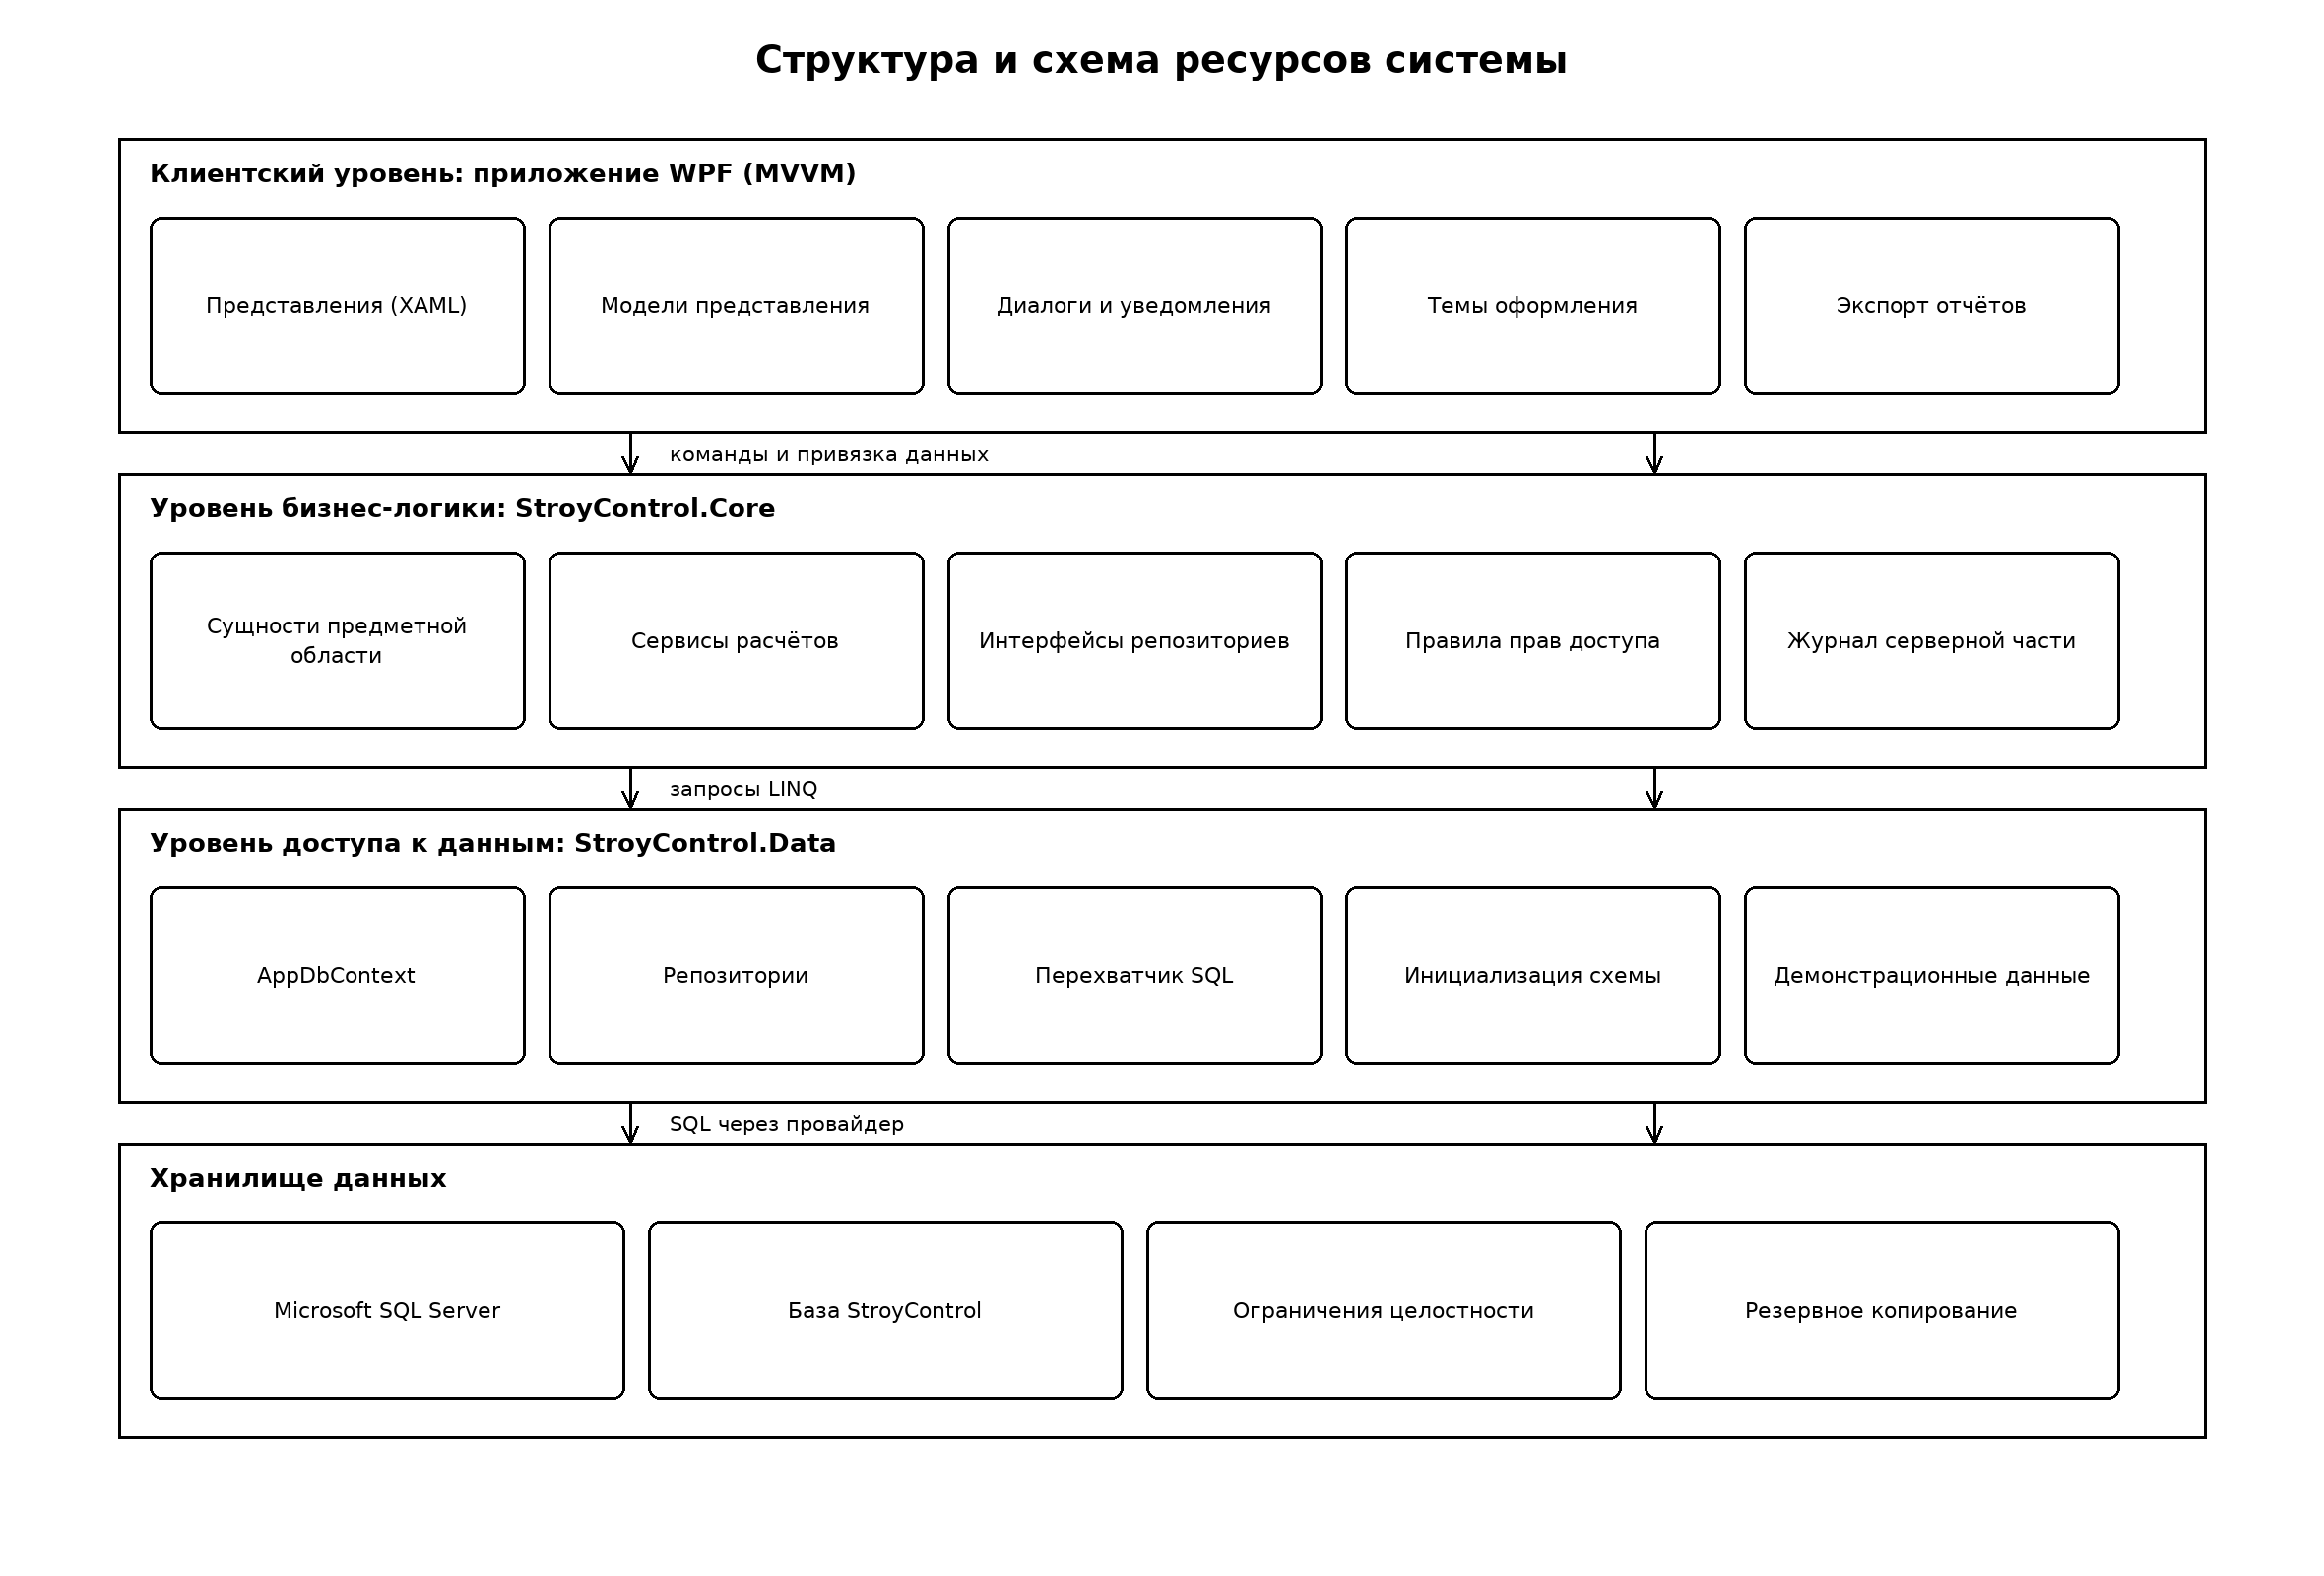 Структура и схема ресурсов системы
Клиентский уровень: приложение WPF (MVVM)
Представления (XAML)
Модели представления
Диалоги и уведомления
Темы оформления
Экспорт отчётов
команды и привязка данных
Уровень бизнес-логики: StroyControl.Core
Сущности предметной
области
Сервисы расчётов
Интерфейсы репозиториев
Правила прав доступа
Журнал серверной части
запросы LINQ
Уровень доступа к данным: StroyControl.Data
AppDbContext
Репозитории
Перехватчик SQL
Инициализация схемы
Демонстрационные данные
SQL через провайдер
Хранилище данных
Microsoft SQL Server
База StroyControl
Ограничения целостности
Резервное копирование